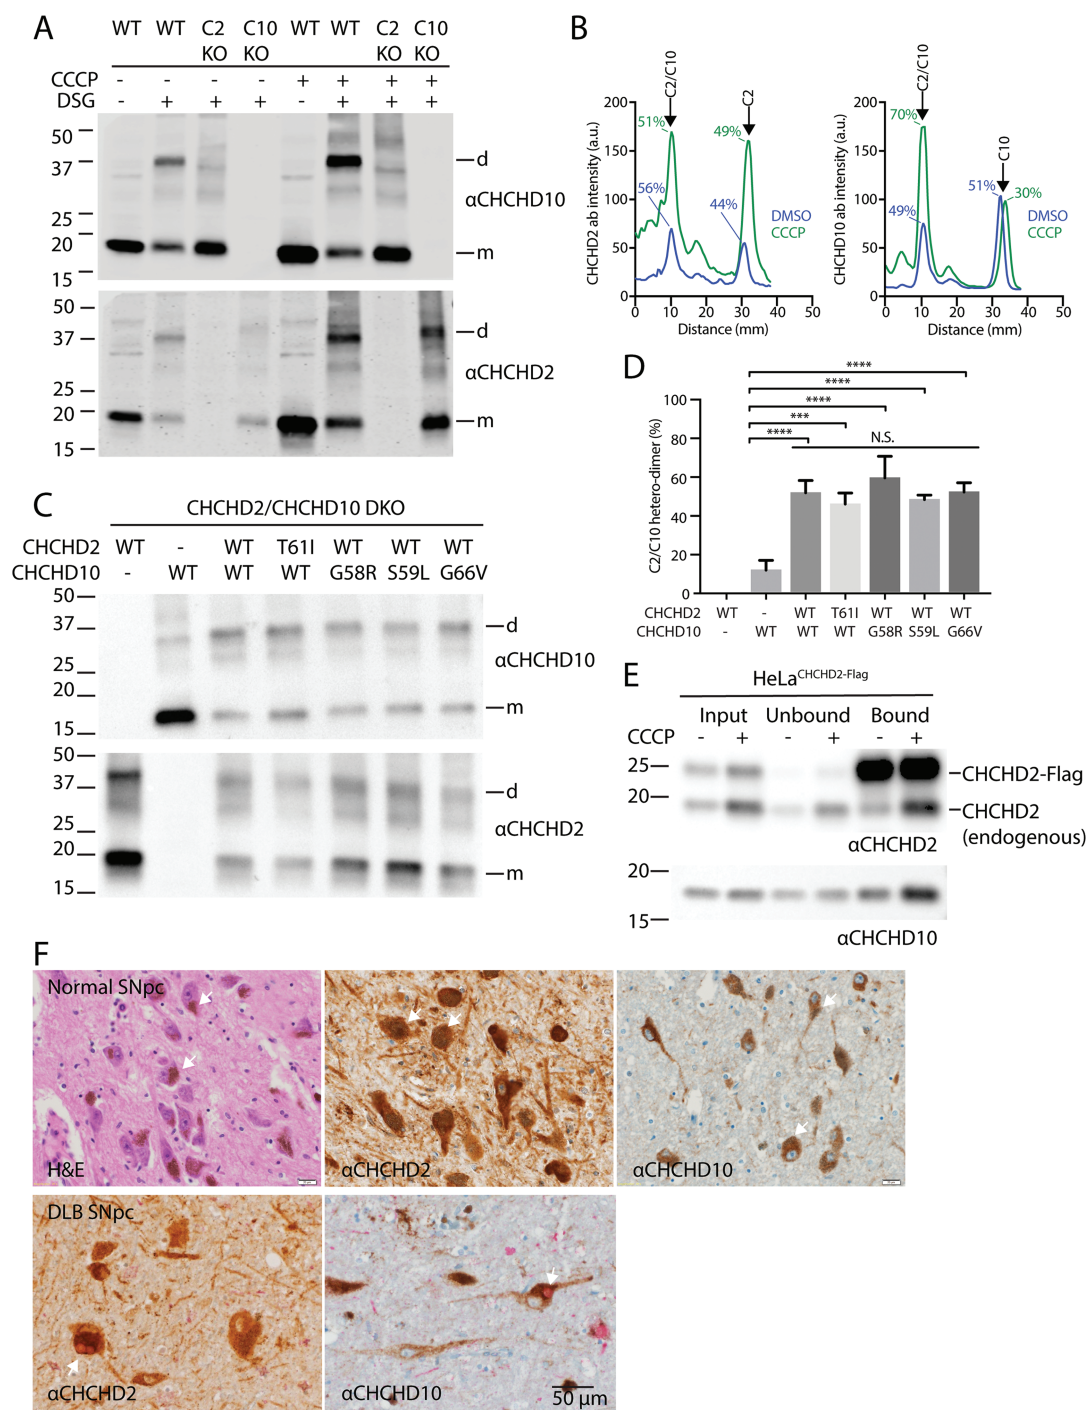 A
WT WT C2 KO C10 KO WT WT C2 KO C10 KO
CCCP - - - - + + + +
DSG - + + + - + + +
50
37
25
20
15
d
αCHCHD10
m
50
37
25
20
15
d
αCHCHD2
m
B
CHCHD2 ab intensity (a.u.)
200
150
100
50
0
0 10 20 30 40 50
Distance (mm)
C2/C10
C2
51%
49%
56%
44%
DMSO
CCCP
CHCHD10 ab intensity (a.u.)
200
150
100
50
0
0 10 20 30 40 50
Distance (mm)
C2/C10
C10
70%
51%
30%
49%
DMSO
CCCP
C
CHCHD2/CHCHD10 DKO
CHCHD2 WT - WT T61I WT WT WT
CHCHD10 - WT WT WT G58R S59L G66V
50
37
25
20
15
d
αCHCHD10
m
50
37
25
20
15
d
αCHCHD2
m
D
C2/C10 hetero-dimer (%)
100
80
60
40
20
0
****
****
****
***
****
N.S.
CHCHD2 WT - WT T61I WT WT WT
CHCHD10 - WT WT WT G58R S59L G66V
E
HeLa^CHCHD2-Flag
Input Unbound Bound
CCCP - + - + - +
25
20
CHCHD2-Flag
CHCHD2
(endogenous)
αCHCHD2
20
15
αCHCHD10
F
Normal SNpc
H&E
αCHCHD2
αCHCHD10
DLB SNpc
αCHCHD2
αCHCHD10
50 μm